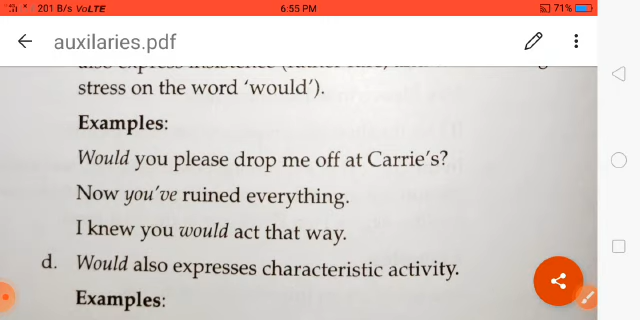 201 B/s VoLTE 6:55 PM 71%
auxilaries.pdf
stress on the word ‘would’).
Examples:
Would you please drop me off at Carrie’s?
Now you’ve ruined everything.
I knew you would act that way.
d. Would also expresses characteristic activity.
Examples: